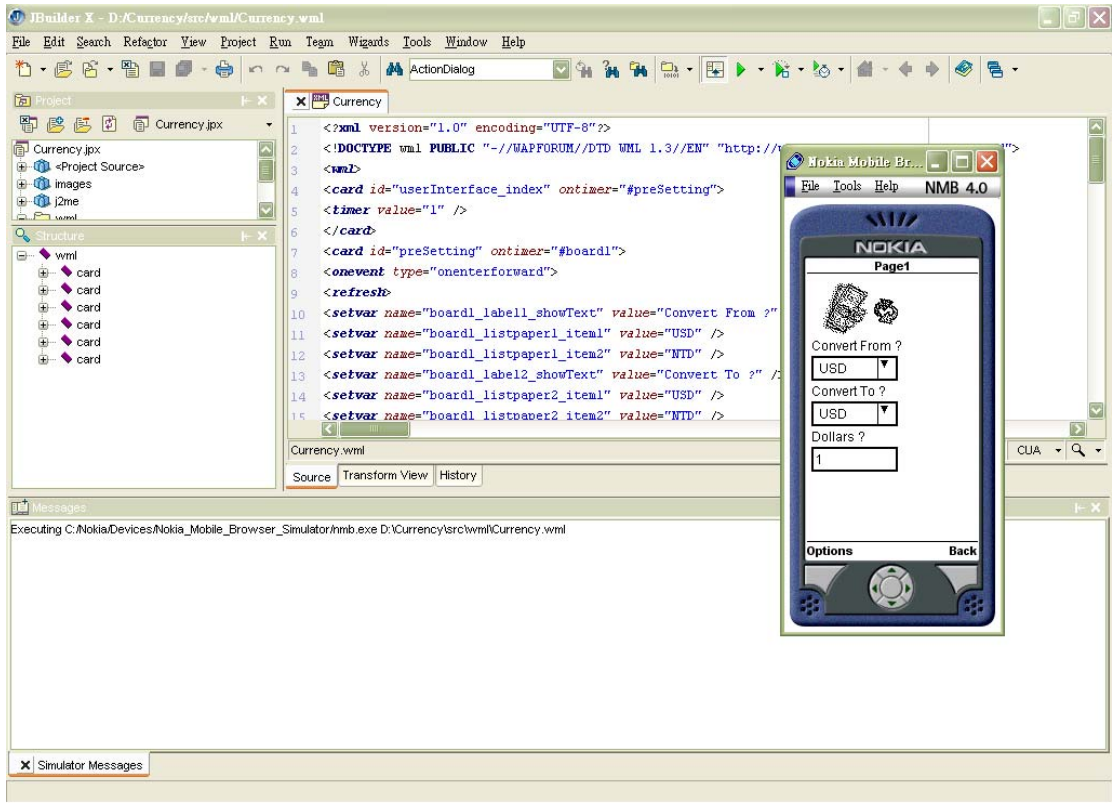 JBuilder X - D:/Currency/src/wml/Currency.wml
File Edit Search Refactor View Project Run Team Wizards Tools Window Help
ActionDialog
Project
Currency.jpx
Currency.jpx
<Project Source>
images
j2me
wml
Structure
wml
card
card
card
card
card
card
Currency
1 <?xml version="1.0" encoding="UTF-8"?>
2 <!DOCTYPE wml PUBLIC "-//WAPFORUM//DTD WML 1.3//EN" "http://
3 <wml>
4 <card id="userInterface_index" ontimer="#preSetting">
5 <timer value="1" />
6 </card>
7 <card id="preSetting" ontimer="#board1">
8 <onevent type="onenterforward">
9 <refresh>
10 <setvar name="board1_label1_showText" value="Convert From ?"
11 <setvar name="board1_listpaper1_item1" value="USD" />
12 <setvar name="board1_listpaper1_item2" value="NTD" />
13 <setvar name="board1_label2_showText" value="Convert To ?" /
14 <setvar name="board1_listpaper2_item1" value="USD" />
15 <setvar name="board1_listpaper2_item2" value="NTD" />
Currency.wml
CUA
Source Transform View History
Nokia Mobile Br...
File Tools Help NMB 4.0
NOKIA
Page1
Convert From ?
USD
Convert To ?
USD
Dollars ?
1
Options Back
Messages
Executing C:/Nokia/Devices/Nokia_Mobile_Browser_Simulator/nmb.exe D:\Currency\src\wml\Currency.wml
Simulator Messages